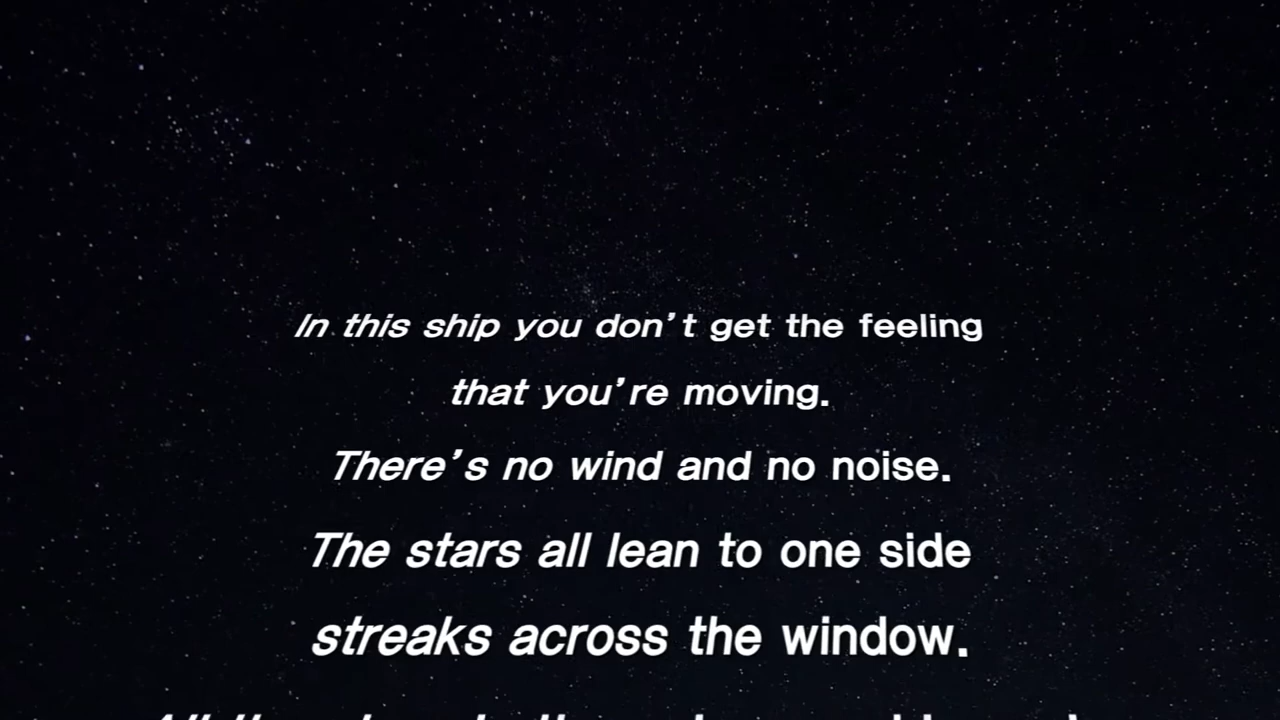 In this ship you don't get the feeling
that you're moving.
There's no wind and no noise.
The stars all lean to one side
streaks across the window.